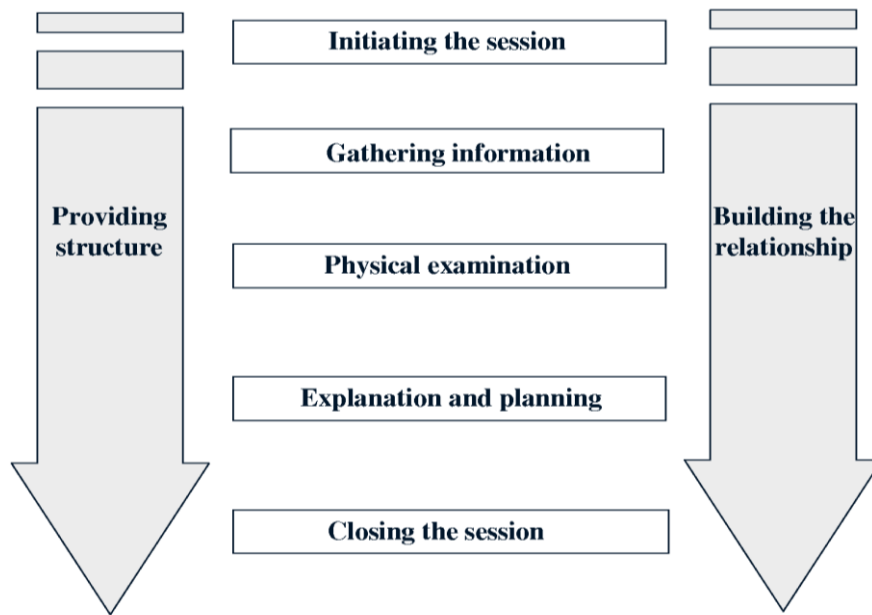 Initiating the session
Gathering information
Providing
structure
Building the
relationship
Physical examination
Explanation and planning
Closing the session